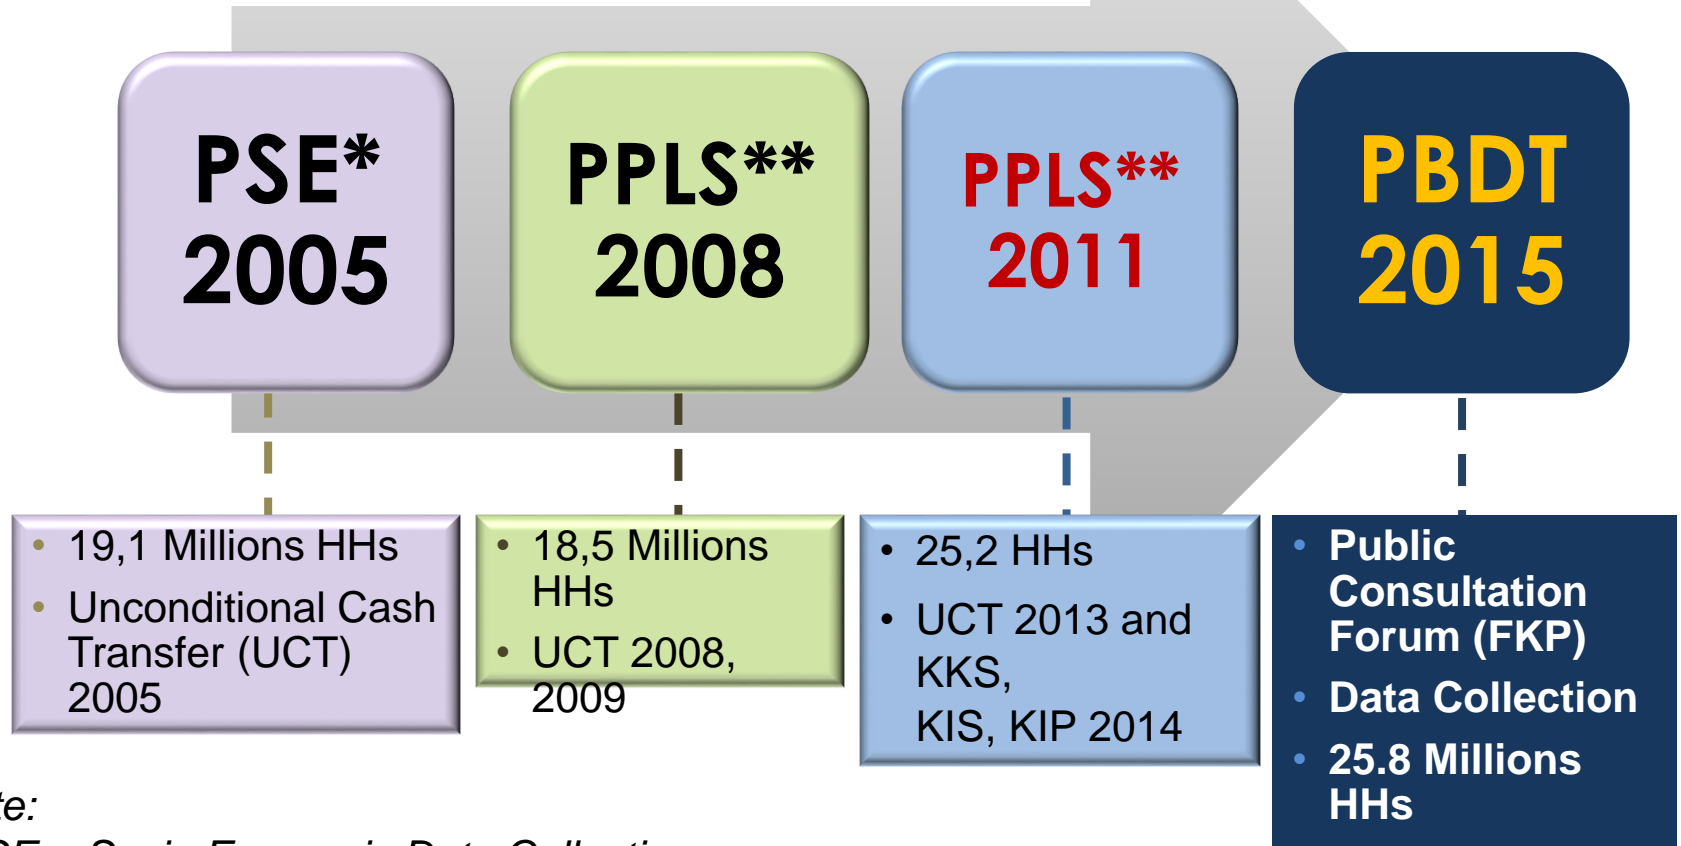 PSE*
2005
PPLS**
2008
PPLS**
2011
PBDT
2015
• 19,1 Millions HHs
• Unconditional Cash
Transfer (UCT)
2005
• 18,5 Millions
HHs
• UCT 2008,
2009
• 25,2 HHs
• UCT 2013 and
KKS,
KIS, KIP 2014
• Public
Consultation
Forum (FKP)
• Data Collection
• 25.8 Millions
HHs